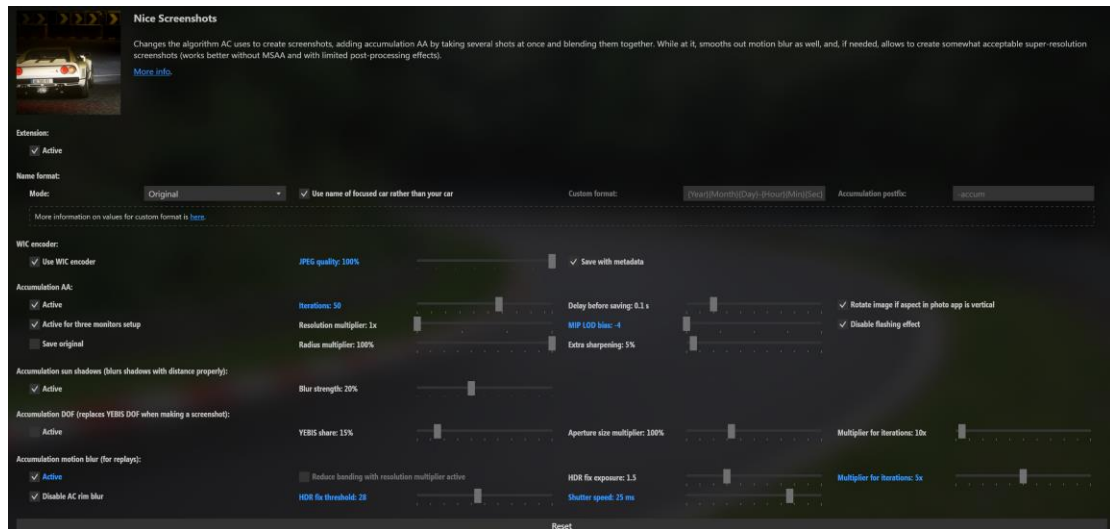 Nice Screenshots
Changes the algorithm AC uses to create screenshots, adding accumulation AA by taking several shots at once and blending them together. While at it, smooths out motion blur as well, and, if needed, allows to create somewhat acceptable super-resolution
screenshots (works better without MSAA and with limited post-processing effects).
More info.
Extension:
Active
Name format:
Mode: Original Use name of focused car rather than your car Custom format: {Year}{Month}{Day}-{Hour}{Min}{Sec} Accumulation postfix: -accum
More information on values for custom format is here.
WIC encoder:
Use WIC encoder JPEG quality: 100% Save with metadata
Accumulation AA:
Active Iterations: 50 Delay before saving: 0.1 s Rotate image if aspect in photo app is vertical
Active for three monitors setup Resolution multiplier: 1x MIP LOD bias: -4 Disable flashing effect
Save original Radius multiplier: 100% Extra sharpening: 5%
Accumulation sun shadows (blurs shadows with distance properly):
Active Blur strength: 20%
Accumulation DOF (replaces YEBIS DOF when making a screenshot):
Active YEBIS share: 15% Aperture size multiplier: 100% Multiplier for iterations: 10x
Accumulation motion blur (for replays):
Active Reduce banding with resolution multiplier active HDR fix exposure: 1.5 Multiplier for iterations: 5x
Disable AC rim blur HDR fix threshold: 28 Shutter speed: 25 ms
Reset